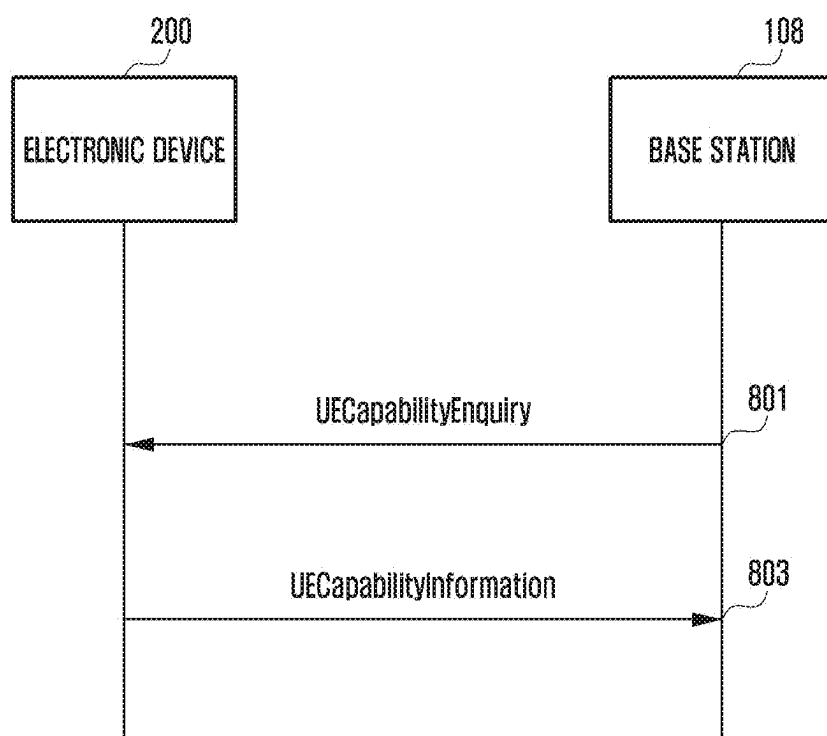 200
108
ELECTRONIC DEVICE
BASE STATION
UECapabilityEnquiry
801
UECapabilityInformation
803